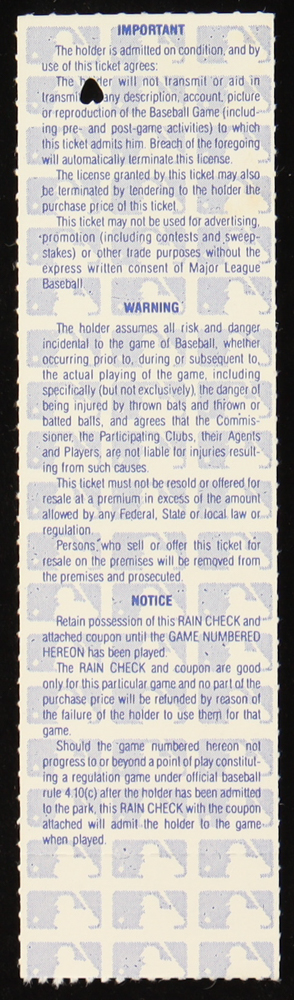 IMPORTANT
The holder is admitted on condition, and by
use of this ticket agrees:
The will not transmit or aid in
any description, account, picture
or reproduction of the Baseball Game (includ-
ing pre- and post-game activities) to which
this ticket admits him. Breach of the foregoing
will automatically terminate this license.
The license granted by this ticket may also
be terminated by tendering to the holder the
purchase price of this ticket.
This ticket may not be used for advertising,
promotion (including contests and sweep-
stakes) or other trade purposes without the
express written consent of Major League
Baseball.
WARNING
The holder assumes all risk and danger
incidental to the game of Baseball, whether
occurring prior to, during or subsequent to,
the actual playing of the game, including
specifically (but not exclusively), the danger of
being injured by thrown bats and thrown or
batted balls, and agrees that the Commis-
sioner, the Participating Clubs, their Agents
and Players, are not liable for injuries result-
ing from such causes.
This ticket must not be resold or offered for
resale at a premium in excess of the amount
allowed by any Federal, State or local law or
regulation.
Persons who sell or offer this ticket for
resale on the premises will be removed from
the premises and prosecuted.
NOTICE
Retain possession of this RAIN CHECK and
attached coupon until the GAME NUMBERED
HEREON has been played.
The RAIN CHECK and coupon are good
only for this particular game and no part of the
purchase price will be refunded by reason of
the failure of the holder to use them for that
game.
Should the game numbered hereon not
progress to or beyond a point of play constitut-
ing a regulation game under official baseball
rule 4.10(c) after the holder has been admitted
to the park, this RAIN CHECK with the coupon
attached will admit the holder to the game
when played.